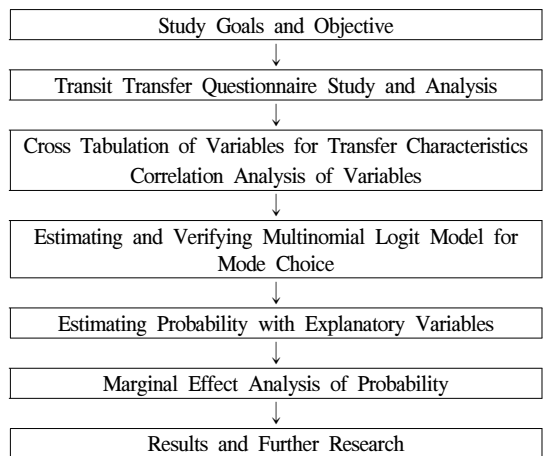 Study Goals and Objective
Transit Transfer Questionnaire Study and Analysis
Cross Tabulation of Variables for Transfer Characteristics
Correlation Analysis of Variables
Estimating and Verifying Multinomial Logit Model for
Mode Choice
Estimating Probability with Explanatory Variables
Marginal Effect Analysis of Probability
Results and Further Research